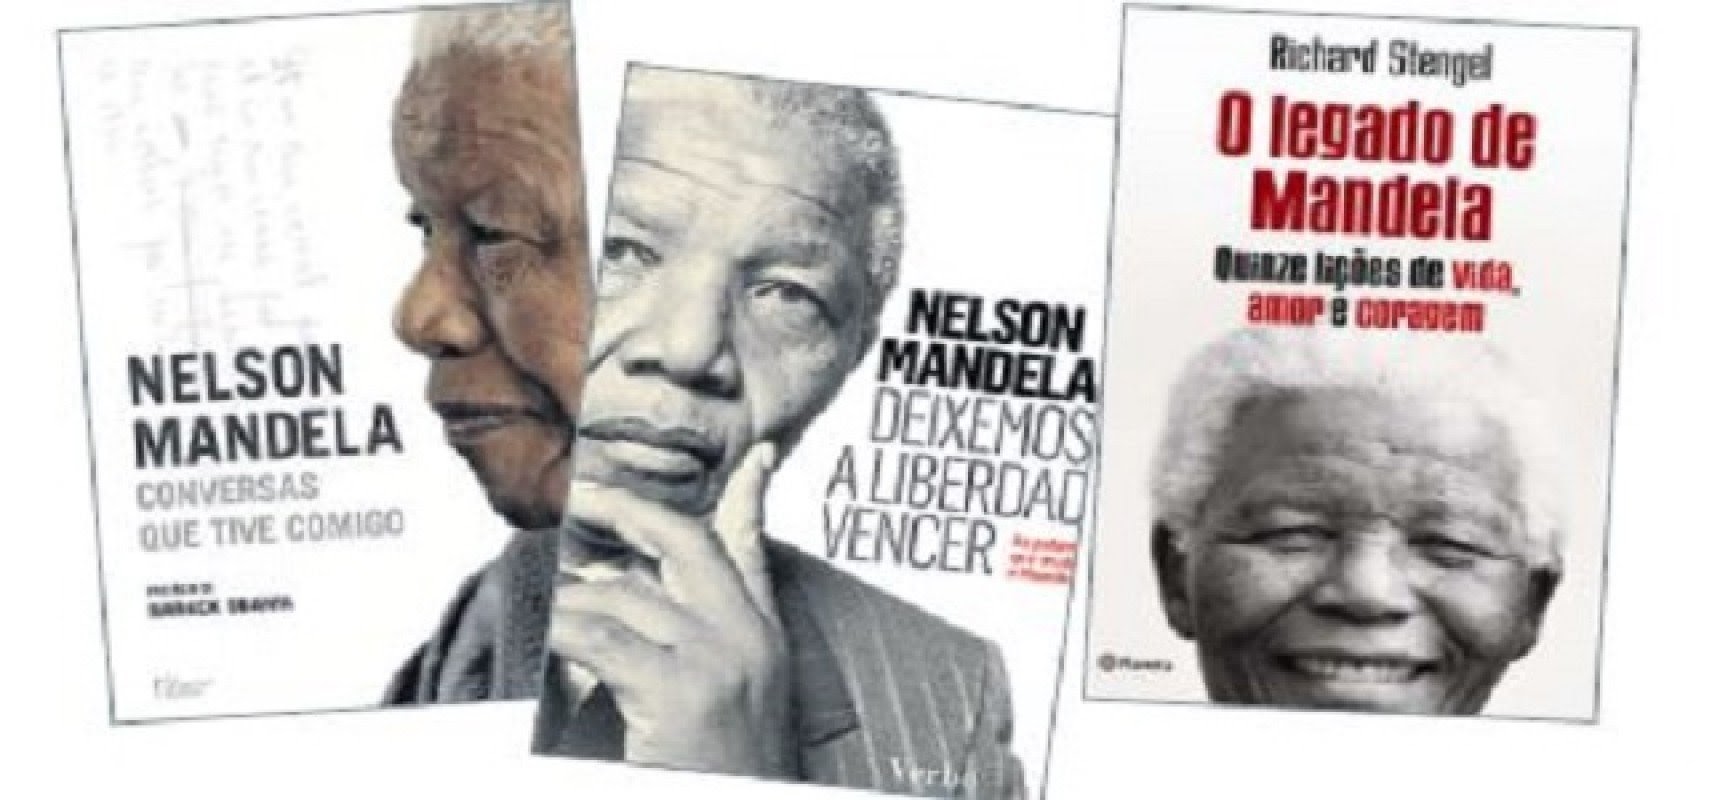 NELSON
MANDELA
CONVERSAS
QUE TIVE COMIGO
BARACK OBAMA
NELSON
MANDELA
DEIXEMOS
A LIBERDAD
VENCER
Verb
Richard Stengel
O legado de
Mandela
Quinze lições de vida,
amor e coragem
Planeta